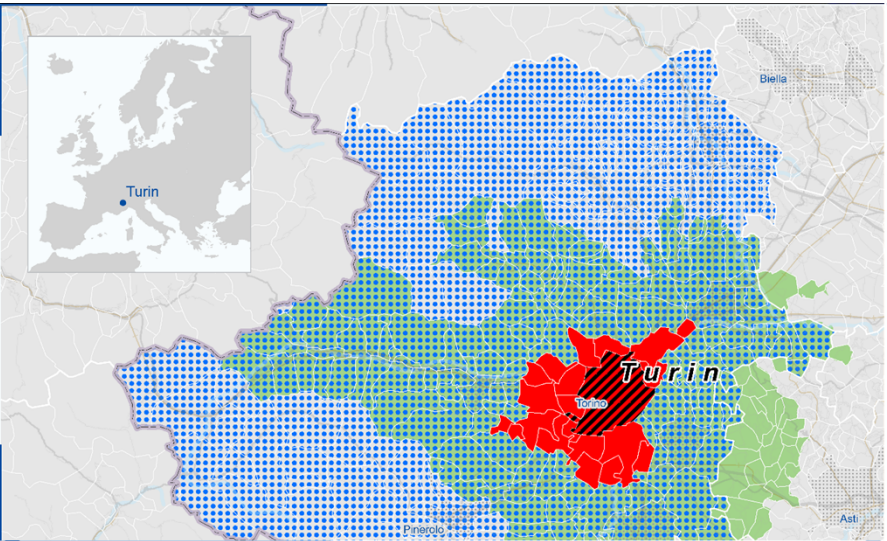 Biella
Turin
Turin
Torino
Pinerolo
Asti